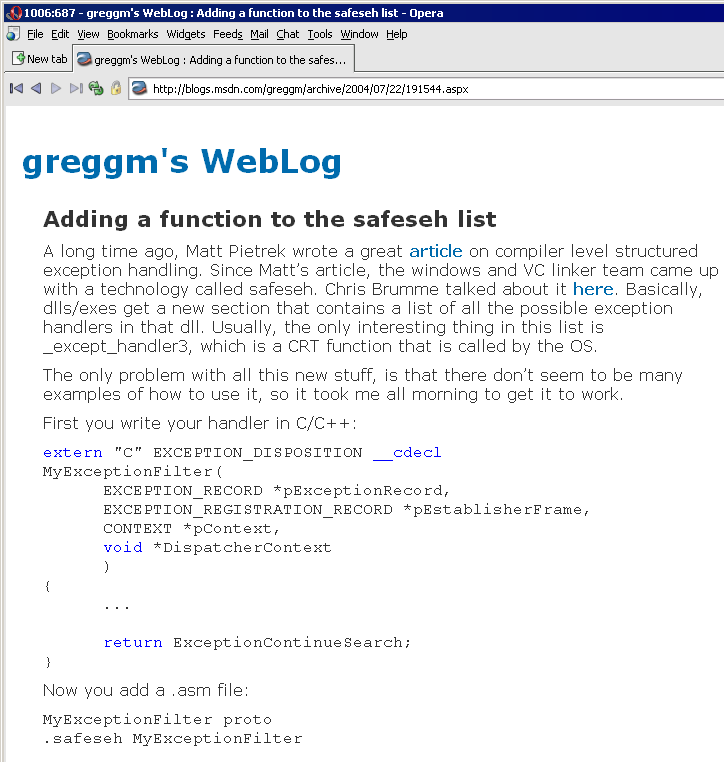 1006:687 - greggm's WebLog : Adding a function to the safeseh list - Opera
File Edit View Bookmarks Widgets Feeds Mail Chat Tools Window Help
New tab greggm's WebLog : Adding a function to the safes...
http://blogs.msdn.com/greggm/archive/2004/07/22/191544.aspx
greggm's WebLog
Adding a function to the safeseh list
A long time ago, Matt Pietrek wrote a great article on compiler level structured
exception handling. Since Matt’s article, the windows and VC linker team came up
with a technology called safeseh. Chris Brumme talked about it here. Basically,
dlls/exes get a new section that contains a list of all the possible exception
handlers in that dll. Usually, the only interesting thing in this list is
_except_handler3, which is a CRT function that is called by the OS.
The only problem with all this new stuff, is that there don’t seem to be many
examples of how to use it, so it took me all morning to get it to work.
First you write your handler in C/C++:
extern "C" EXCEPTION_DISPOSITION __cdecl
MyExceptionFilter(
EXCEPTION_RECORD *pExceptionRecord,
EXCEPTION_REGISTRATION_RECORD *pEstablisherFrame,
CONTEXT *pContext,
void *DispatcherContext
)
{
...
return ExceptionContinueSearch;
}
Now you add a .asm file:
MyExceptionFilter proto
.safeseh MyExceptionFilter